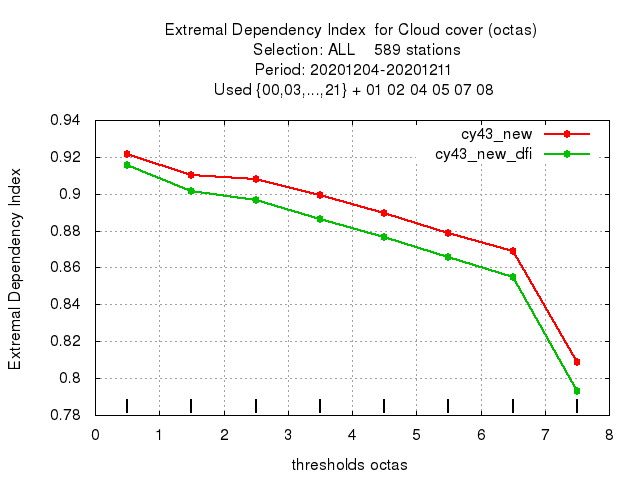 Extremal Dependency Index  for Cloud cover (octas)
Selection: ALL    589 stations
Period: 20201204-20201211
Used {00,03,...,21} + 01 02 04 05 07 08
cy43_new
cy43_new_dfi
Extremal Dependency Index
0.94
0.92
0.9
0.88
0.86
0.84
0.82
0.8
0.78
0 1 2 3 4 5 6 7 8
thresholds octas